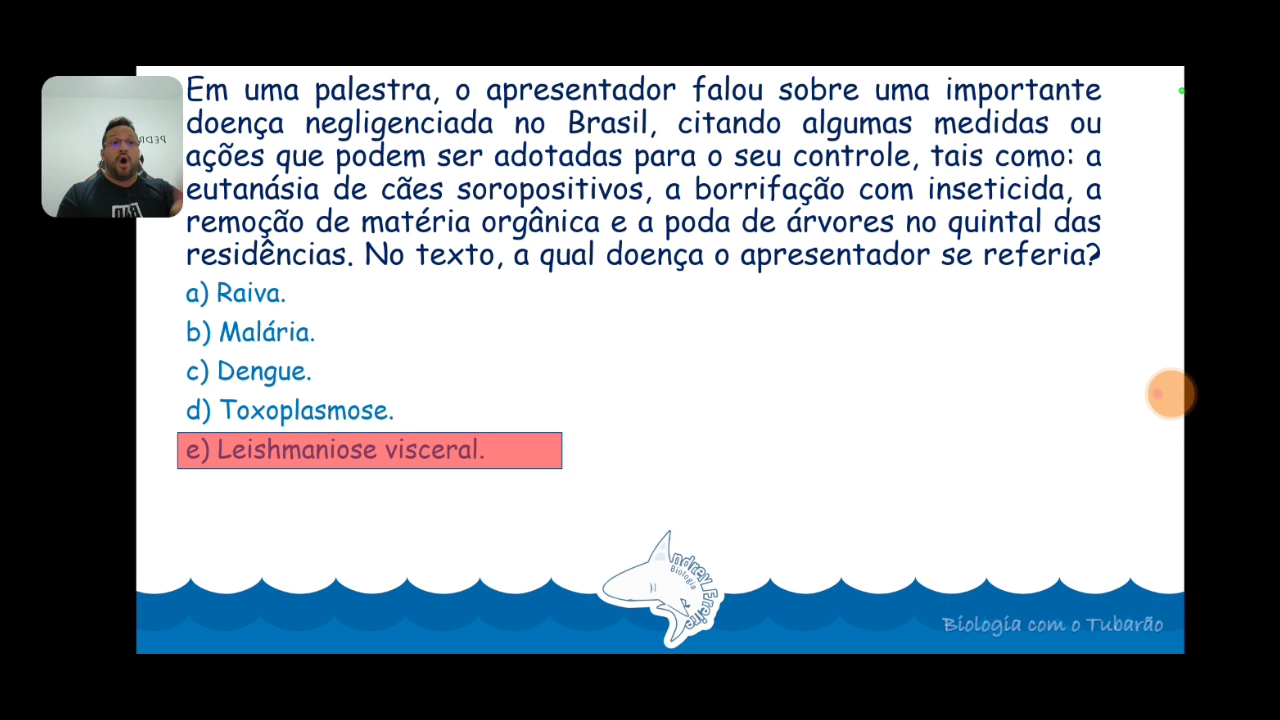 Em uma palestra, o apresentador falou sobre uma importante
doença negligenciada no Brasil, citando algumas medidas ou
ações que podem ser adotadas para o seu controle, tais como: a
eutanásia de cães soropositivos, a borrifação com inseticida, a
remoção de matéria orgânica e a poda de árvores no quintal das
residências. No texto, a qual doença o apresentador se referia?
a) Raiva.
b) Malária.
c) Dengue.
d) Toxoplasmose.
e) Leishmaniose visceral.
Andrey Freire
Biologia
Biologia com o Tubarão